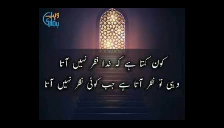 کون کہتا ہے کہ خدا نظر نہیں آتا
وہی تو نظر آتا ہے جب کوئی نظر نہیں آتا